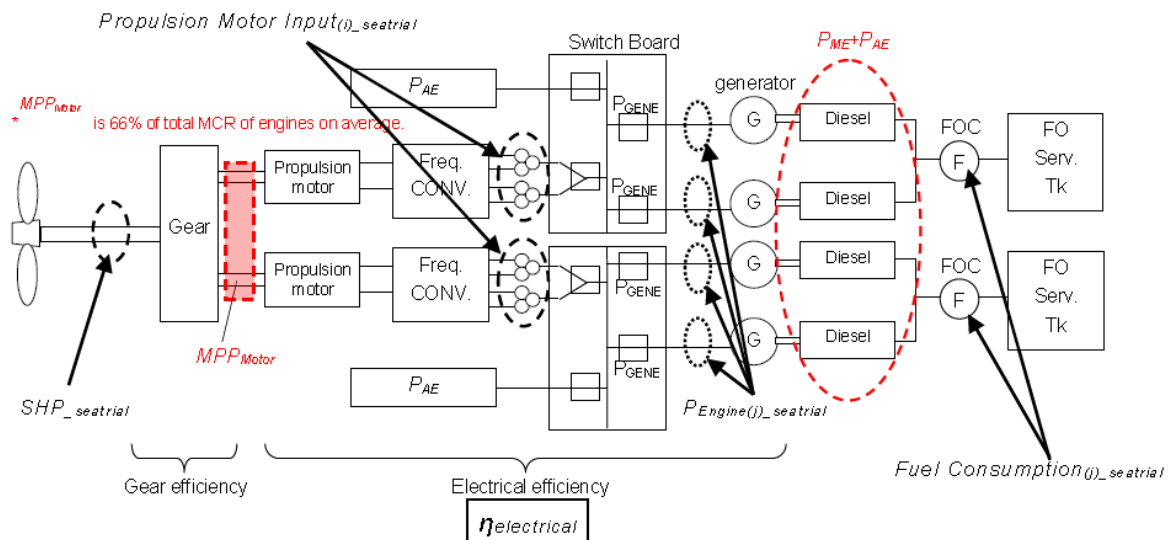 Propulsion Motor Input(i)_seatrial
Switch Board
PME+PAE
generator
PAE
PGENE
G
Diesel
FOC
F
FO
Serv.
Tk
MPPMotor
* is 66% of total MCR of engines on average.
Propulsion
motor
Freq.
CONV.
Gear
PGENE
G
Diesel
Propulsion
motor
Freq.
CONV.
PGENE
G
Diesel
FOC
F
FO
Serv.
Tk
MPPMotor
PAE
PGENE
G
Diesel
SHP_seatrial
PEngine(j)_seatrial
Fuel Consumption(j)_seatrial
Gear efficiency
Electrical efficiency
ηelectrical